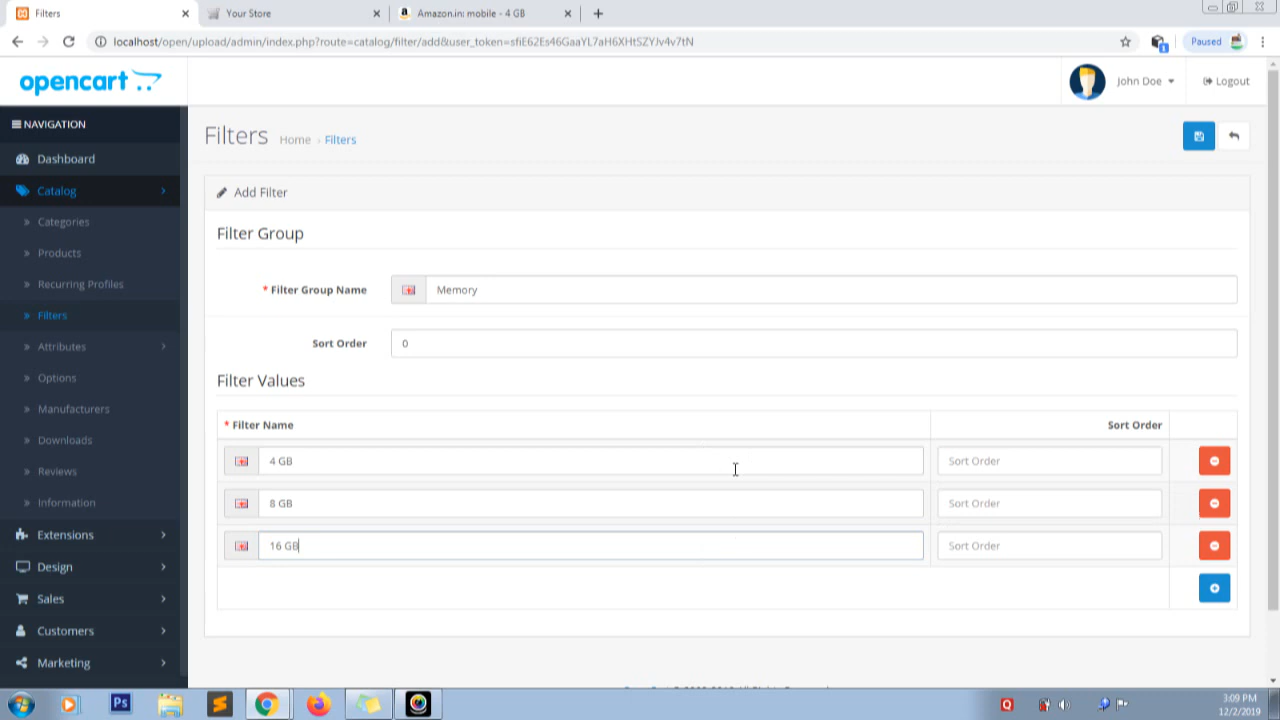 Filters
Your Store
Amazon.in: mobile - 4 GB
localhost/open/upload/admin/index.php?route=catalog/filter/add&user_token=sfiE62Es46GaaYL7aH6XHtSZYJv4v7tN
Paused
opencart
John Doe
Logout
NAVIGATION
Dashboard
Catalog
Categories
Products
Recurring Profiles
Filters
Attributes
Options
Manufacturers
Downloads
Reviews
Information
Extensions
Design
Sales
Customers
Marketing
Filters
Home › Filters
Add Filter
Filter Group
* Filter Group Name
Memory
Sort Order
0
Filter Values
* Filter Name
Sort Order
4 GB
Sort Order
8 GB
Sort Order
16 GB
Sort Order
Ps
3:09 PM
12/2/2019